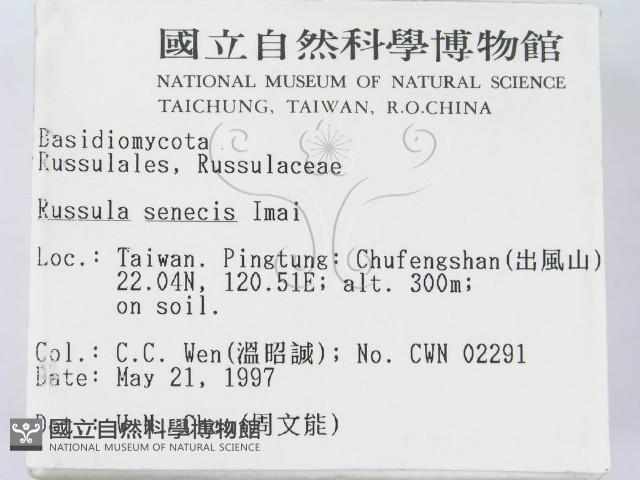 國立自然科學博物館
NATIONAL MUSEUM OF NATURAL SCIENCE
TAICHUNG, TAIWAN, R.O.CHINA
Basidiomycota
Russulales, Russulaceae
Russula senecis Imai
Loc.: Taiwan. Pingtung: Chufengshan(出風山)
22.04N, 120.51E; alt. 300m;
on soil.
Col.: C.C. Wen(溫昭誠); No. CWN 02291
Date: May 21, 1997
(周文能)
國立自然科學博物館
NATIONAL MUSEUM OF NATURAL SCIENCE